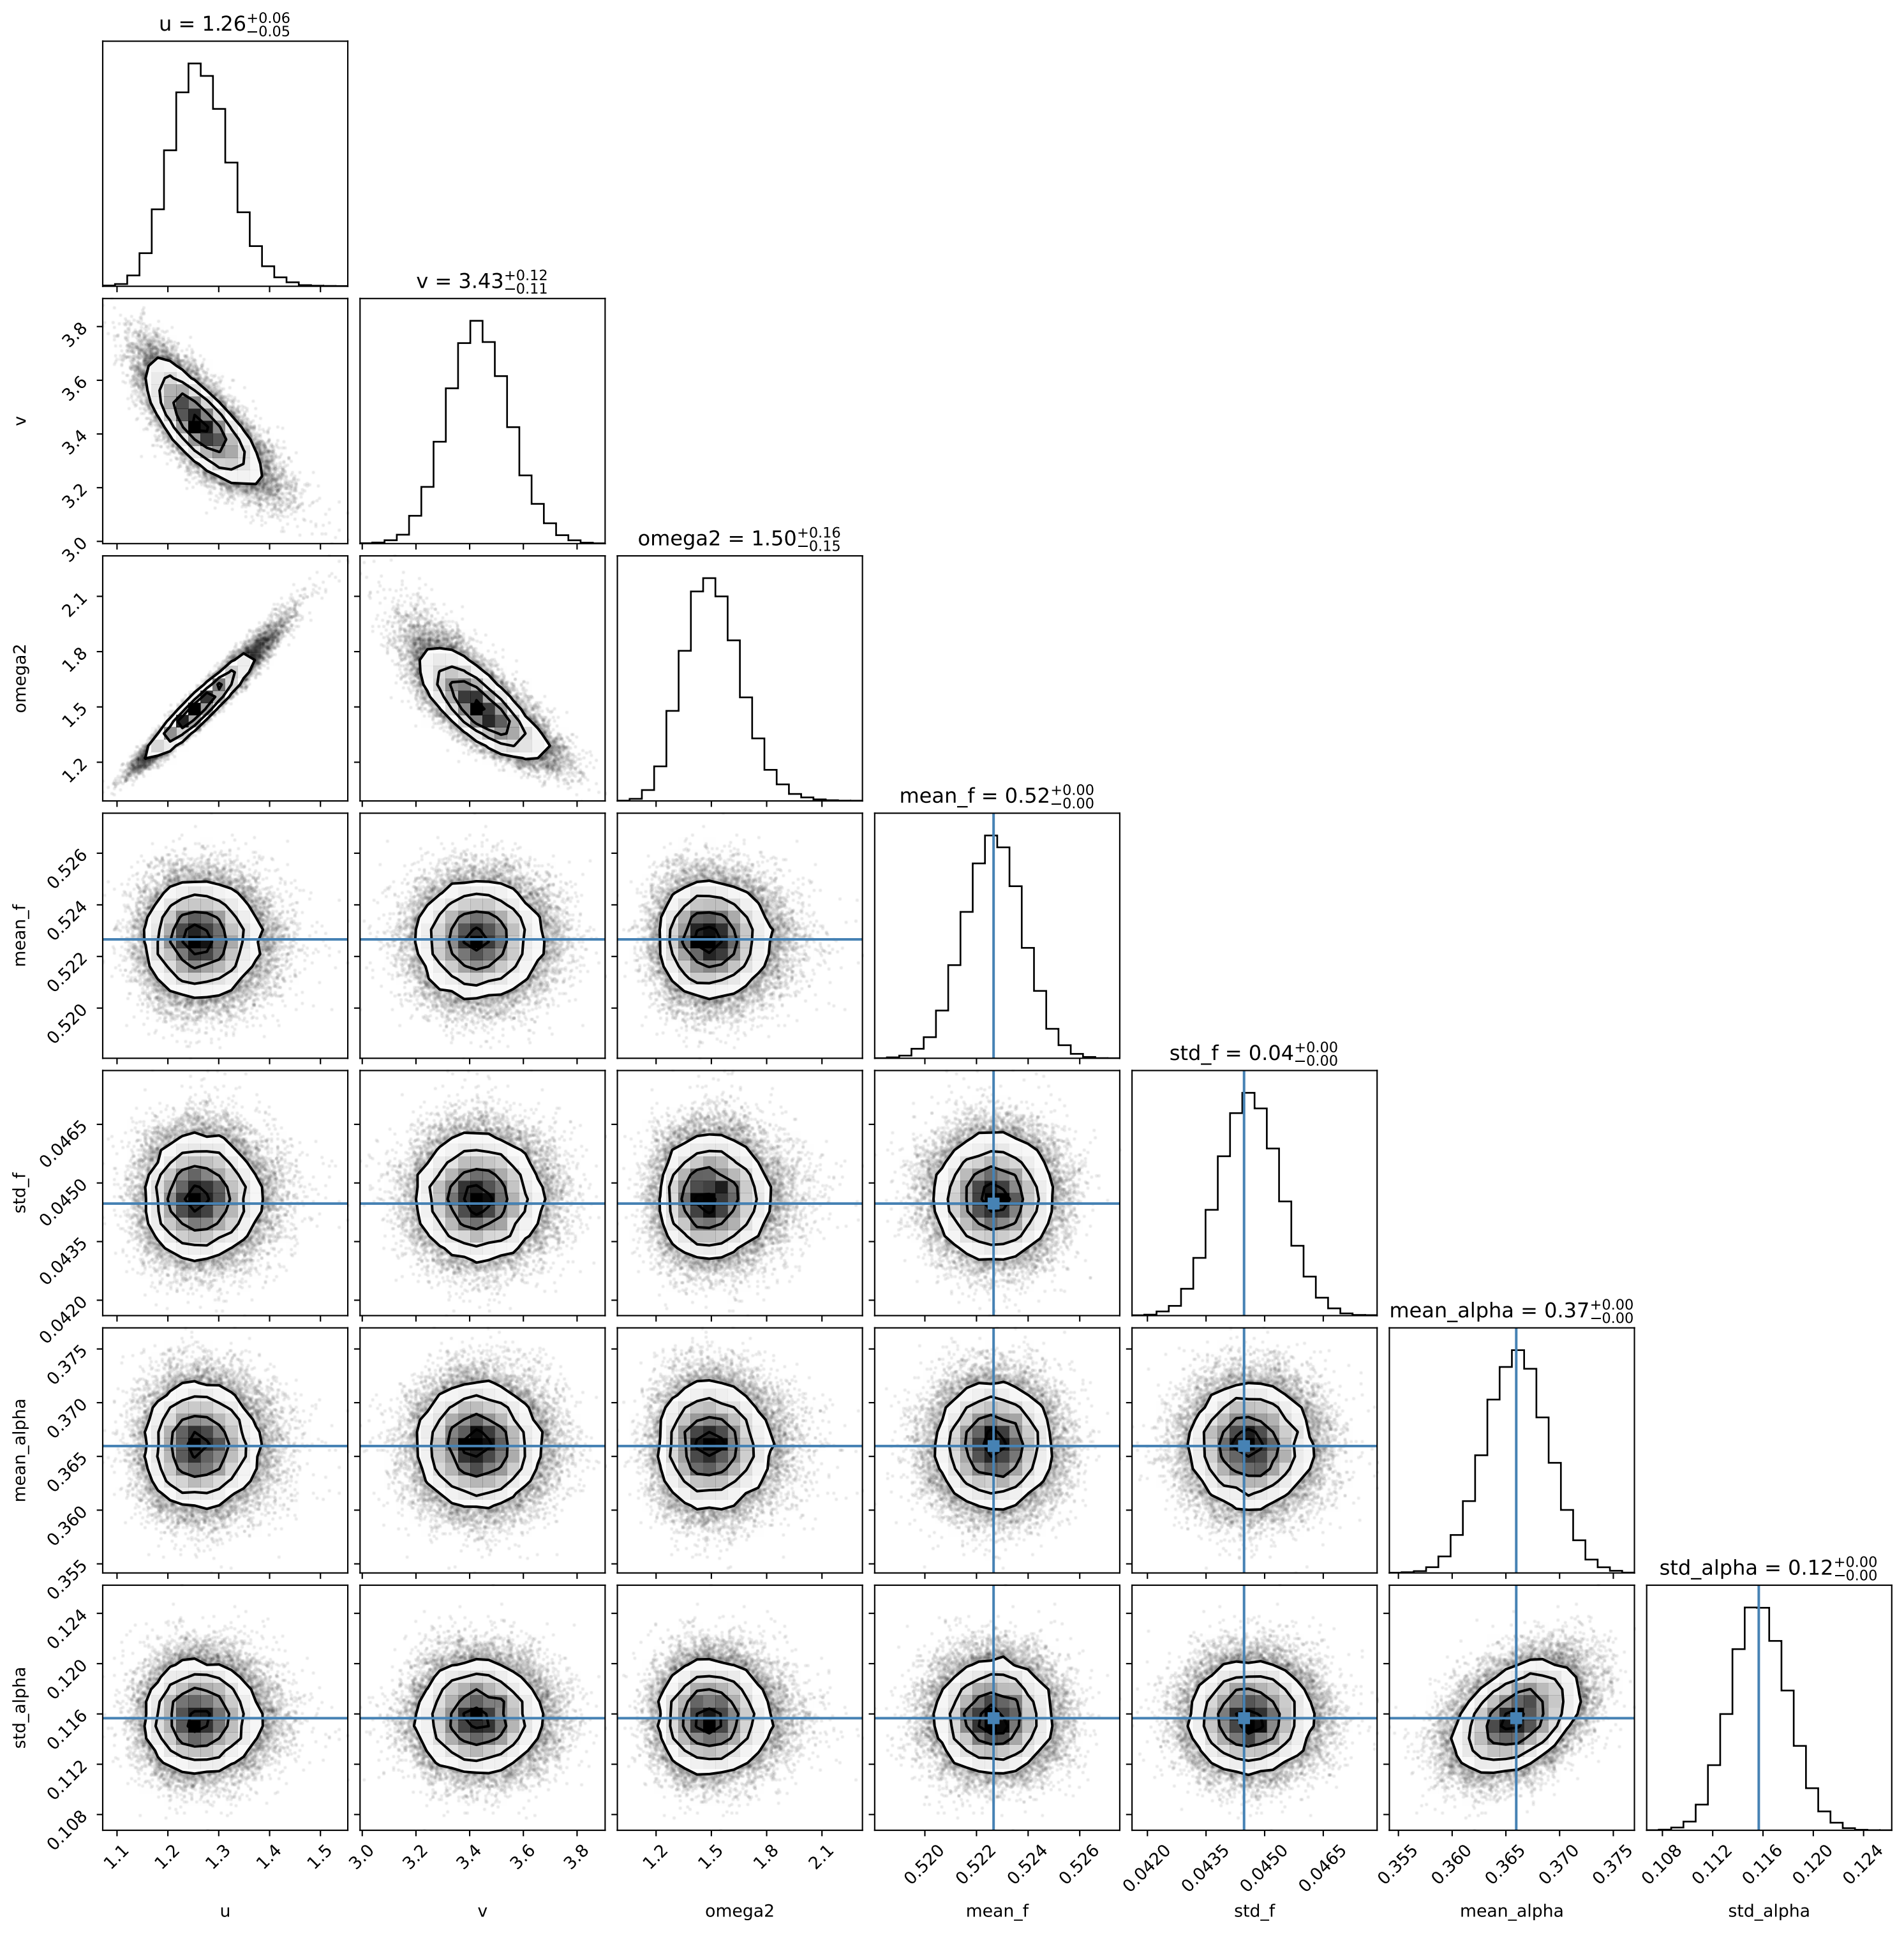 u = 1.26+0.06−0.05
v = 3.43+0.12−0.11
3.8
3.6
3.4
3.2
3.0
v
omega2 = 1.50+0.16−0.15
2.1
1.8
1.5
1.2
omega2
mean_f = 0.52+0.00−0.00
0.526
0.524
0.522
0.520
mean_f
std_f = 0.04+0.00−0.00
0.0465
0.0450
0.0435
0.0420
std_f
mean_alpha = 0.37+0.00−0.00
0.375
0.370
0.365
0.360
0.355
mean_alpha
std_alpha = 0.12+0.00−0.00
0.124
0.120
0.116
0.112
0.108
std_alpha
1.1 1.2 1.3 1.4 1.5 3.0 3.2 3.4 3.6 3.8 1.2 1.5 1.8 2.1 0.520 0.522 0.524 0.526 0.0420 0.0435 0.0450 0.0465 0.355 0.360 0.365 0.370 0.375 0.108 0.112 0.116 0.120 0.124
u v omega2 mean_f std_f mean_alpha std_alpha